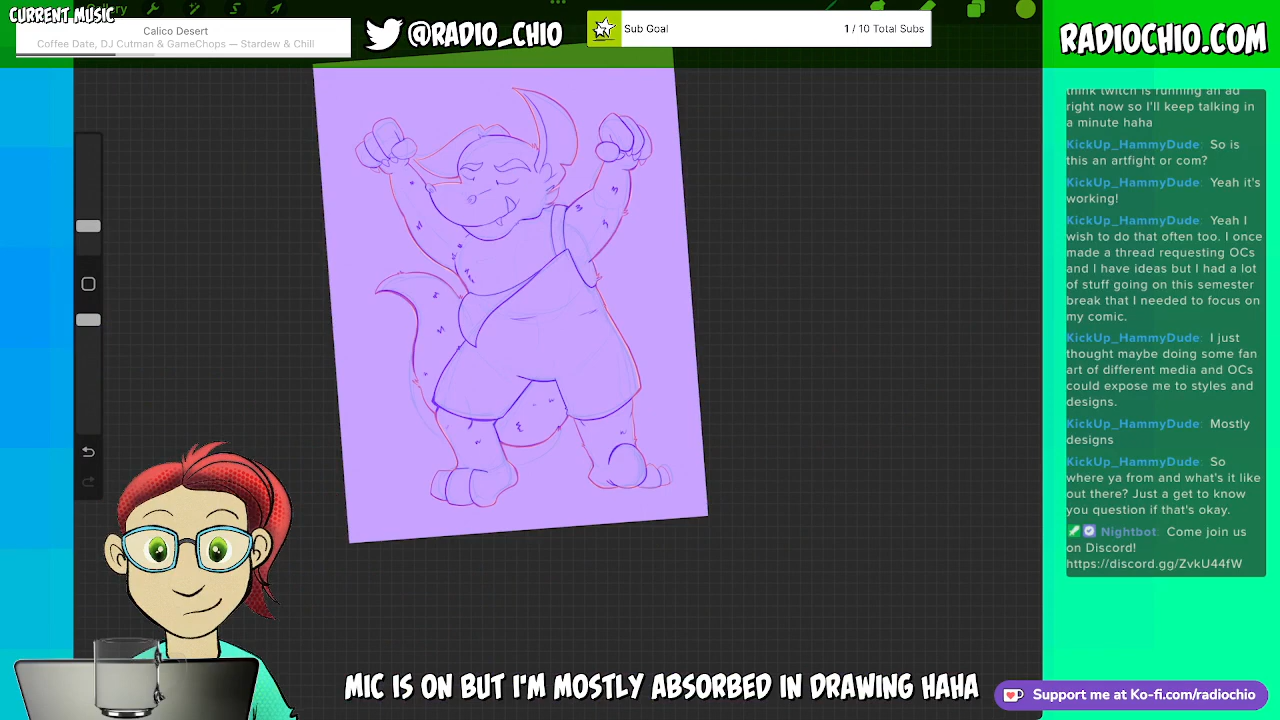 CURRENT MUSIC
Gallery
Calico Desert
Coffee Date, DJ Cutman & GameChops — Stardew & Chill
@RADIO_CHIO
Sub Goal
1 / 10 Total Subs
RADIOCHIO.COM
think twitch is running an ad
right now so I'll keep talking in
a minute haha
KickUp_HammyDude: So is
this an artfight or com?
KickUp_HammyDude: Yeah it's
working!
KickUp_HammyDude: Yeah I
wish to do that often too. I once
made a thread requesting OCs
and I have ideas but I had a lot
of stuff going on this semester
break that I needed to focus on
my comic.
KickUp_HammyDude: I just
thought maybe doing some fan
art of different media and OCs
could expose me to styles and
designs.
KickUp_HammyDude: Mostly
designs
KickUp_HammyDude: So
where ya from and what's it like
out there? Just a get to know
you question if that's okay.
Nightbot: Come join us
on Discord!
https://discord.gg/ZvkU44fW
MIC IS ON BUT I'M MOSTLY ABSORBED IN DRAWING HAHA
Support me at Ko-fi.com/radiochio